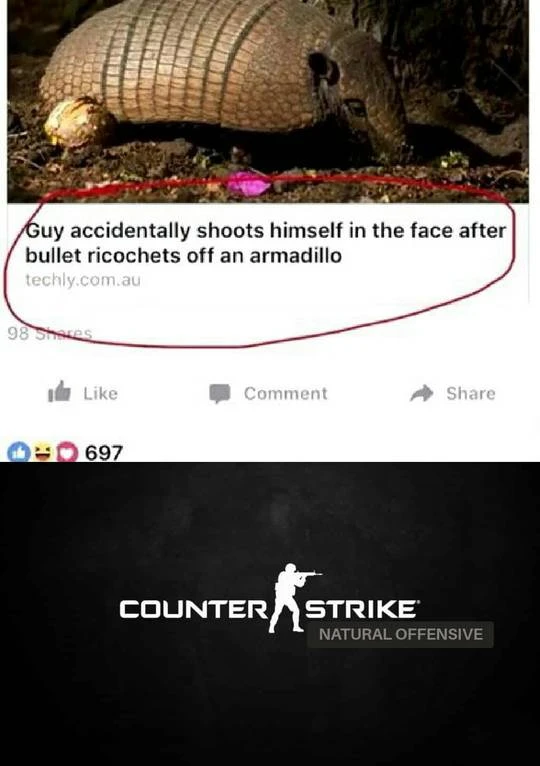 Guy accidentally shoots himself in the face after
bullet ricochets off an armadillo
techly.com.au
98 Shares
Like Comment Share
697
COUNTER STRIKE
NATURAL OFFENSIVE